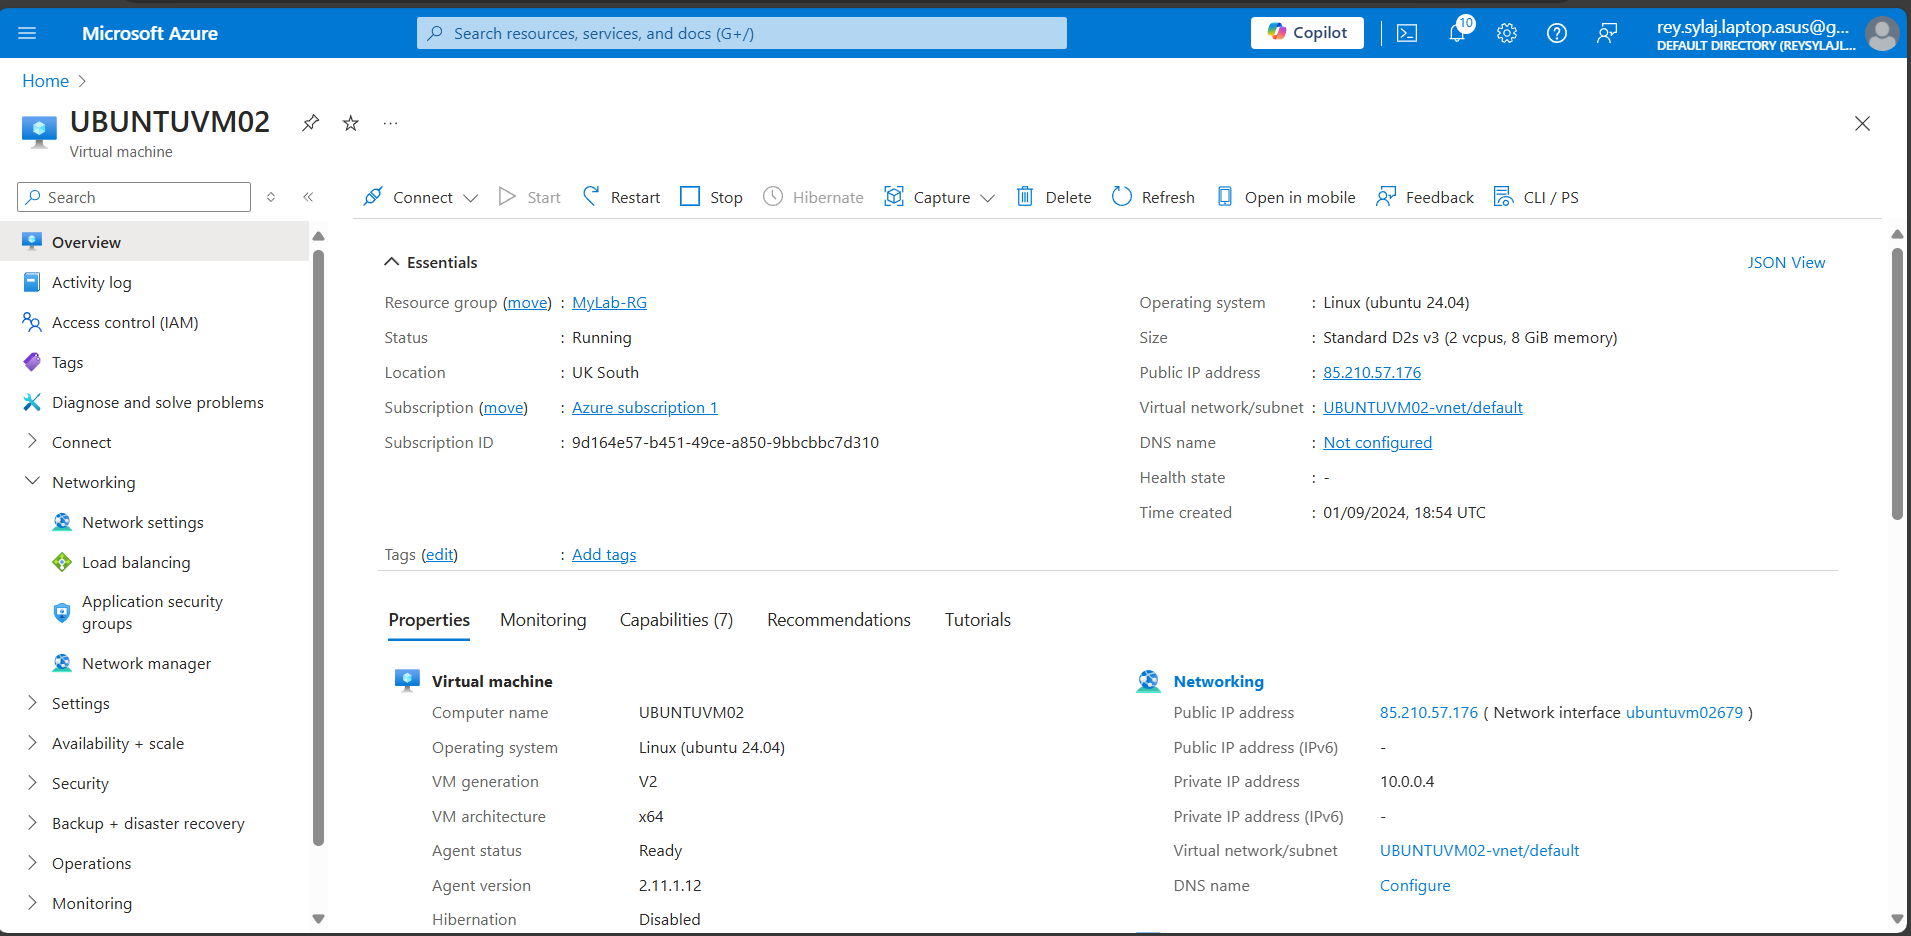 Microsoft Azure
Search resources, services, and docs (G+/)
Copilot
10
rey.sylaj.laptop.asus@g...
DEFAULT DIRECTORY (REYSYLAJL...
Home
UBUNTUVM02
Virtual machine
Search
Connect
Start
Restart
Stop
Hibernate
Capture
Delete
Refresh
Open in mobile
Feedback
CLI / PS
Overview
Activity log
Access control (IAM)
Tags
Diagnose and solve problems
Connect
Networking
Network settings
Load balancing
Application security
groups
Network manager
Settings
Availability + scale
Security
Backup + disaster recovery
Operations
Monitoring
Essentials
JSON View
Resource group (move) : MyLab-RG
Status : Running
Location : UK South
Subscription (move) : Azure subscription 1
Subscription ID : 9d164e57-b451-49ce-a850-9bbcbbc7d310
Operating system : Linux (ubuntu 24.04)
Size : Standard D2s v3 (2 vcpus, 8 GiB memory)
Public IP address : 85.210.57.176
Virtual network/subnet : UBUNTUVM02-vnet/default
DNS name : Not configured
Health state : -
Time created : 01/09/2024, 18:54 UTC
Tags (edit) : Add tags
Properties
Monitoring
Capabilities (7)
Recommendations
Tutorials
Virtual machine
Computer name UBUNTUVM02
Operating system Linux (ubuntu 24.04)
VM generation V2
VM architecture x64
Agent status Ready
Agent version 2.11.1.12
Hibernation Disabled
Networking
Public IP address 85.210.57.176 ( Network interface ubuntuvm02679 )
Public IP address (IPv6) -
Private IP address 10.0.0.4
Private IP address (IPv6) -
Virtual network/subnet UBUNTUVM02-vnet/default
DNS name Configure